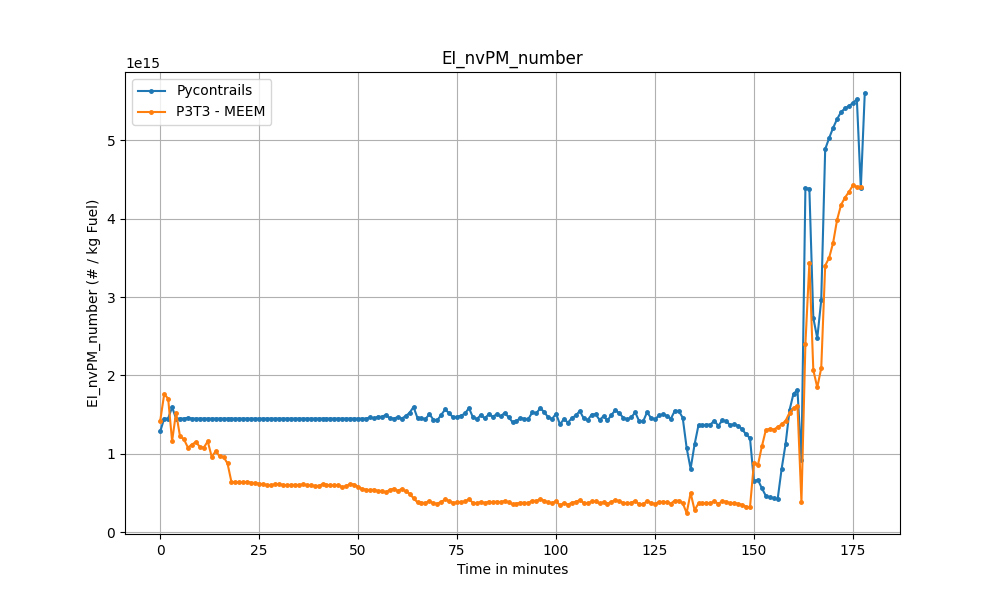 EI_nvPM_number
1e15
Pycontrails
P3T3 - MEEM
EI_nvPM_number (# / kg Fuel)
5
4
3
2
1
0
0 25 50 75 100 125 150 175
Time in minutes